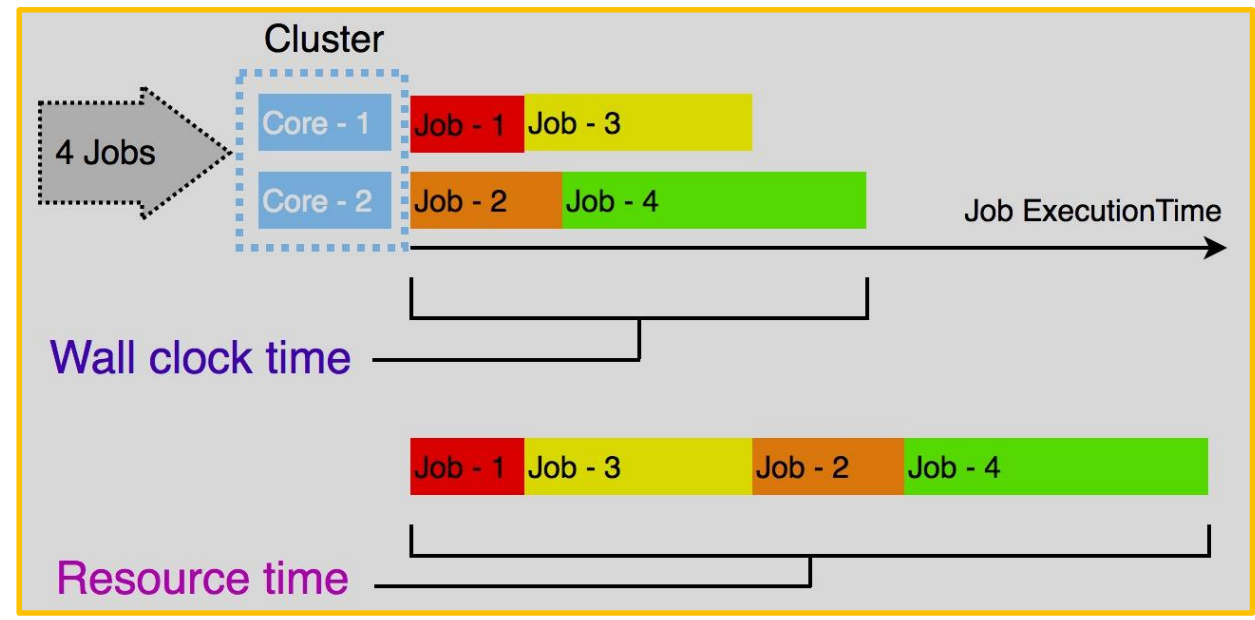 Cluster
4 Jobs
Core - 1
Job - 1
Job - 3
Core - 2
Job - 2
Job - 4
Job ExecutionTime
Wall clock time
Job - 1
Job - 3
Job - 2
Job - 4
Resource time